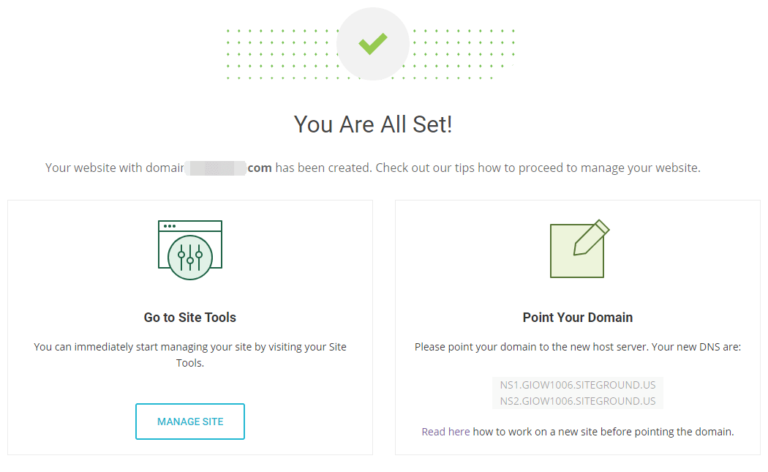 You Are All Set!
Your website with domain com has been created. Check out our tips how to proceed to manage your website.
Go to Site Tools
You can immediately start managing your site by visiting your Site
Tools.
MANAGE SITE
Point Your Domain
Please point your domain to the new host server. Your new DNS are:
NS1.GIOW1006.SITEGROUND.US
NS2.GIOW1006.SITEGROUND.US
Read here how to work on a new site before pointing the domain.